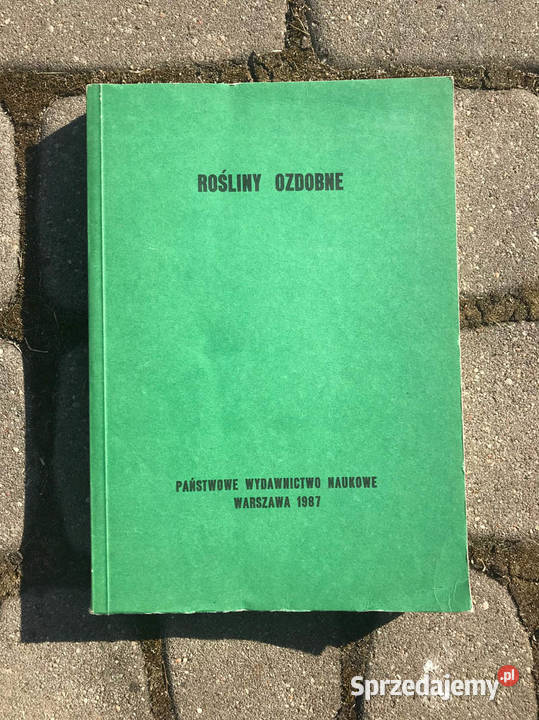 ROŚLINY OZDOBNE
PAŃSTWOWE WYDAWNICTWO NAUKOWE
WARSZAWA 1987
Sprzedajemy.pl